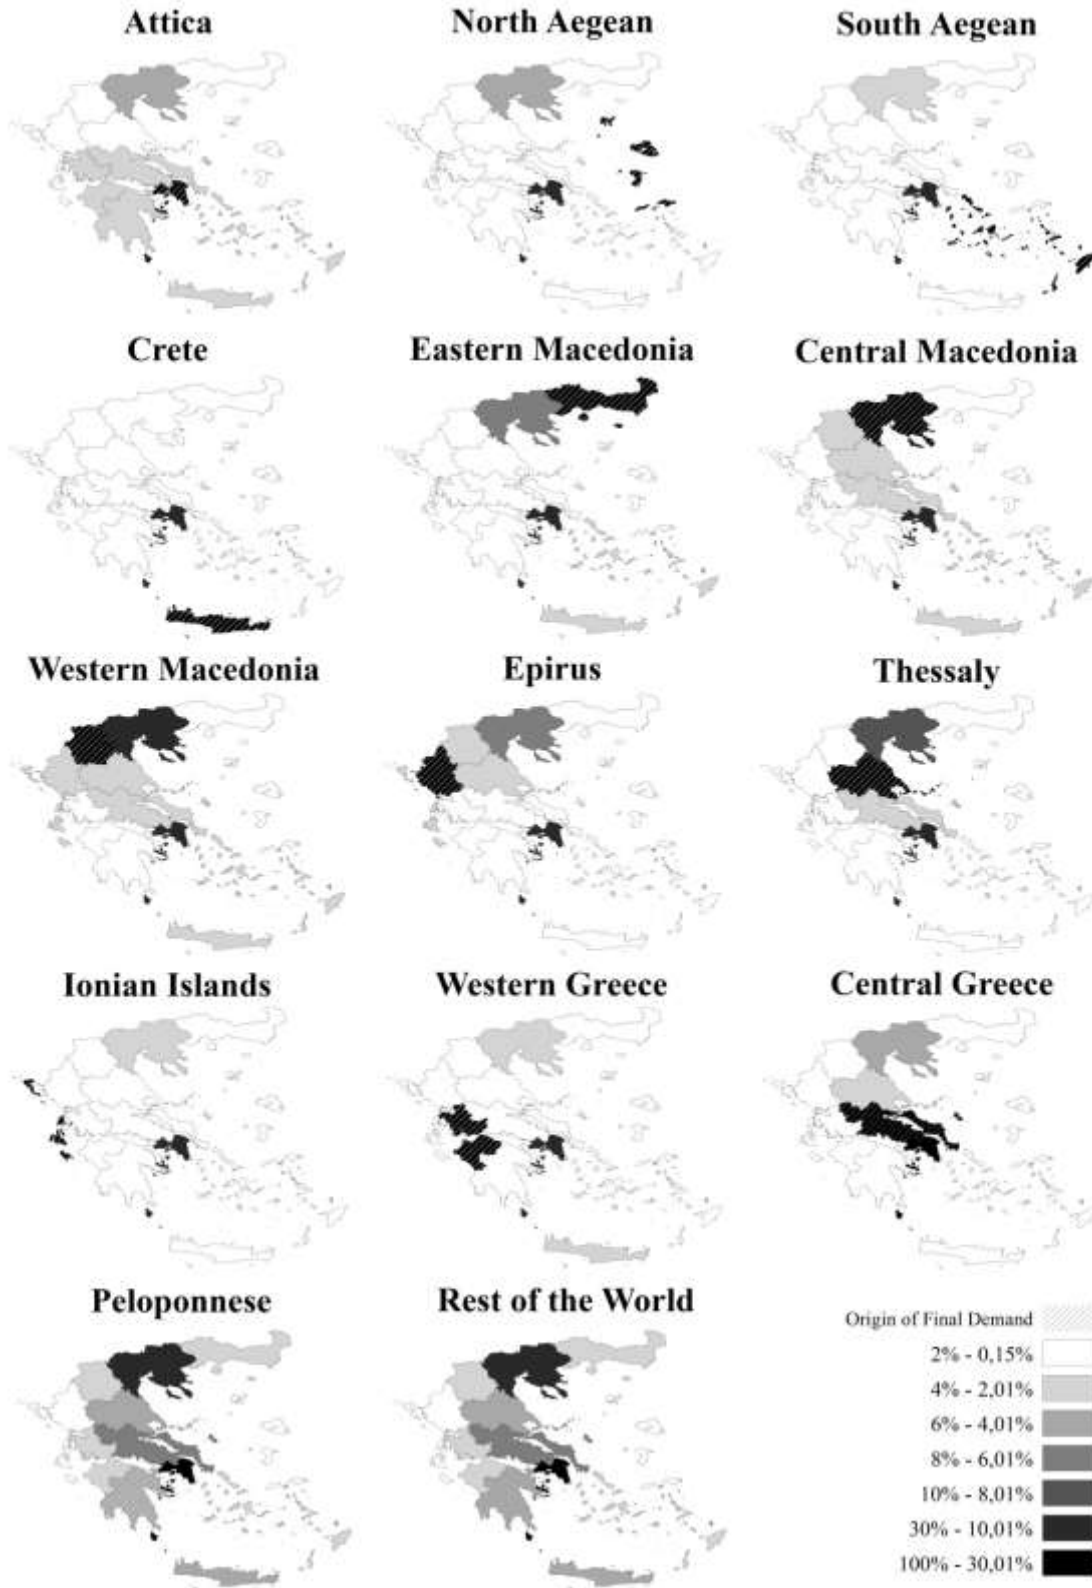 Attica
North Aegean
South Aegean
Crete
Eastern Macedonia
Central Macedonia
Western Macedonia
Epirus
Thessaly
Ionian Islands
Western Greece
Central Greece
Peloponnese
Rest of the World
Origin of Final Demand
2% - 0,15%
4% - 2,01%
6% - 4,01%
8% - 6,01%
10% - 8,01%
30% - 10,01%
100% - 30,01%